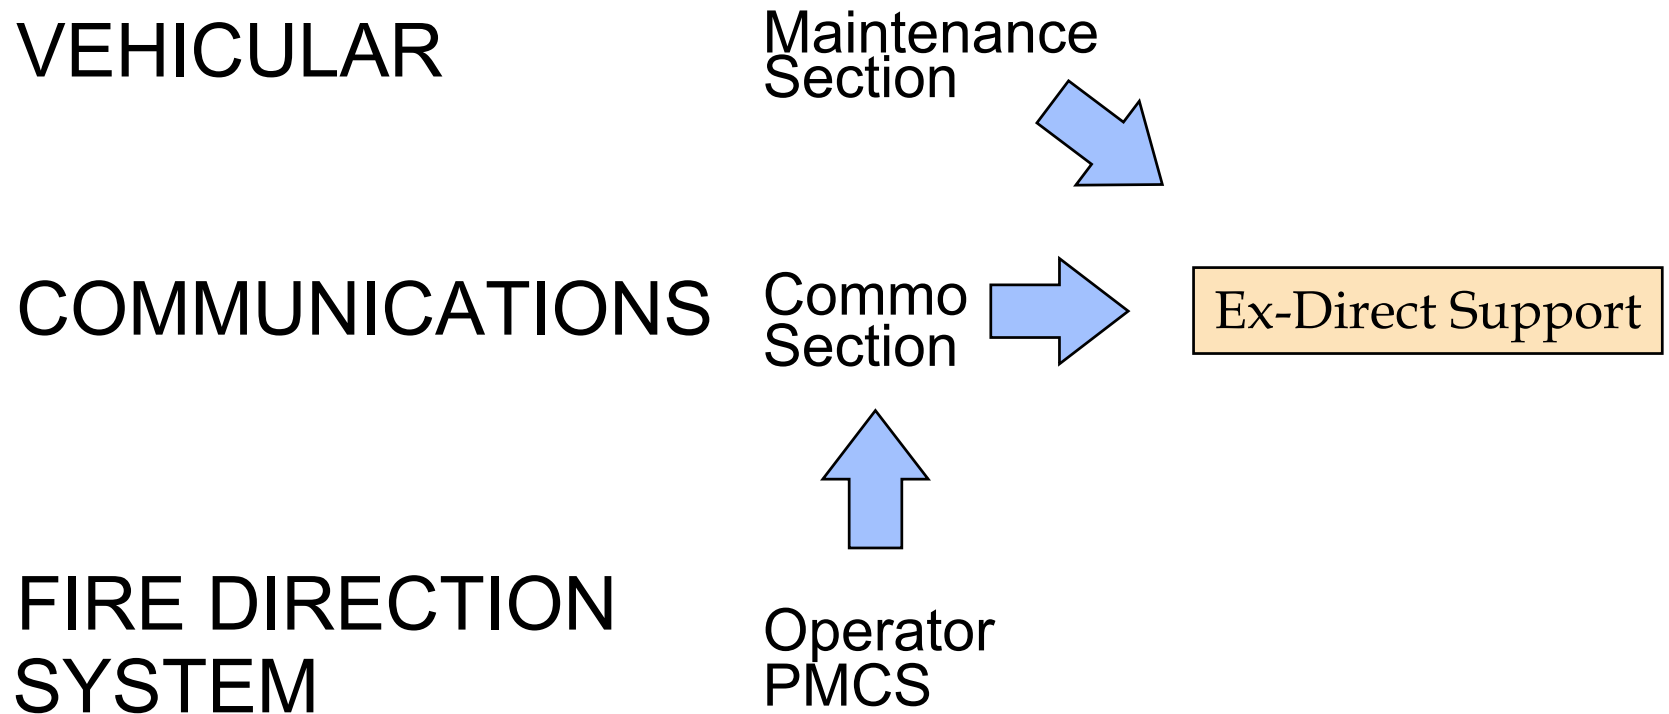 VEHICULAR
Maintenance
Section
COMMUNICATIONS
Commo
Section
Ex-Direct Support
FIRE DIRECTION
SYSTEM
Operator
PMCS